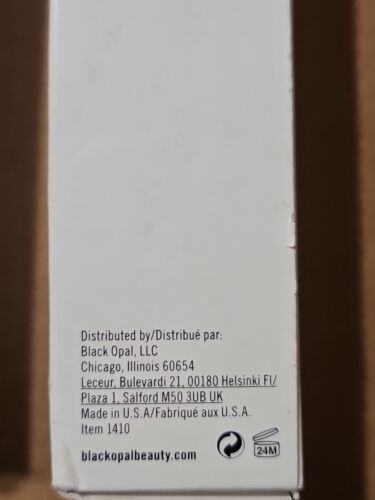 Distributed by/Distribué par:
Black Opal, LLC
Chicago, Illinois 60654
Leceur, Bulevardi 21, 00180 Helsinki FI/
Plaza 1, Salford M50 3UB UK
Made in U.S.A/Fabriqué aux U.S.A.
Item 1410
blackopalbeauty.com
24M